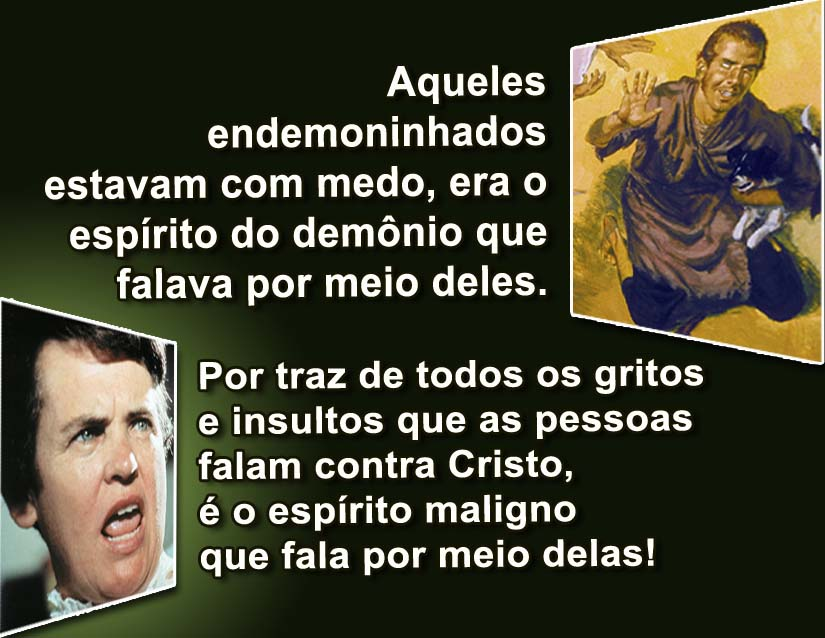 Aqueles
endemoninhados
estavam com medo, era o
espírito do demônio que
falava por meio deles.
Por traz de todos os gritos
e insultos que as pessoas
falam contra Cristo,
é o espírito maligno
que fala por meio delas!